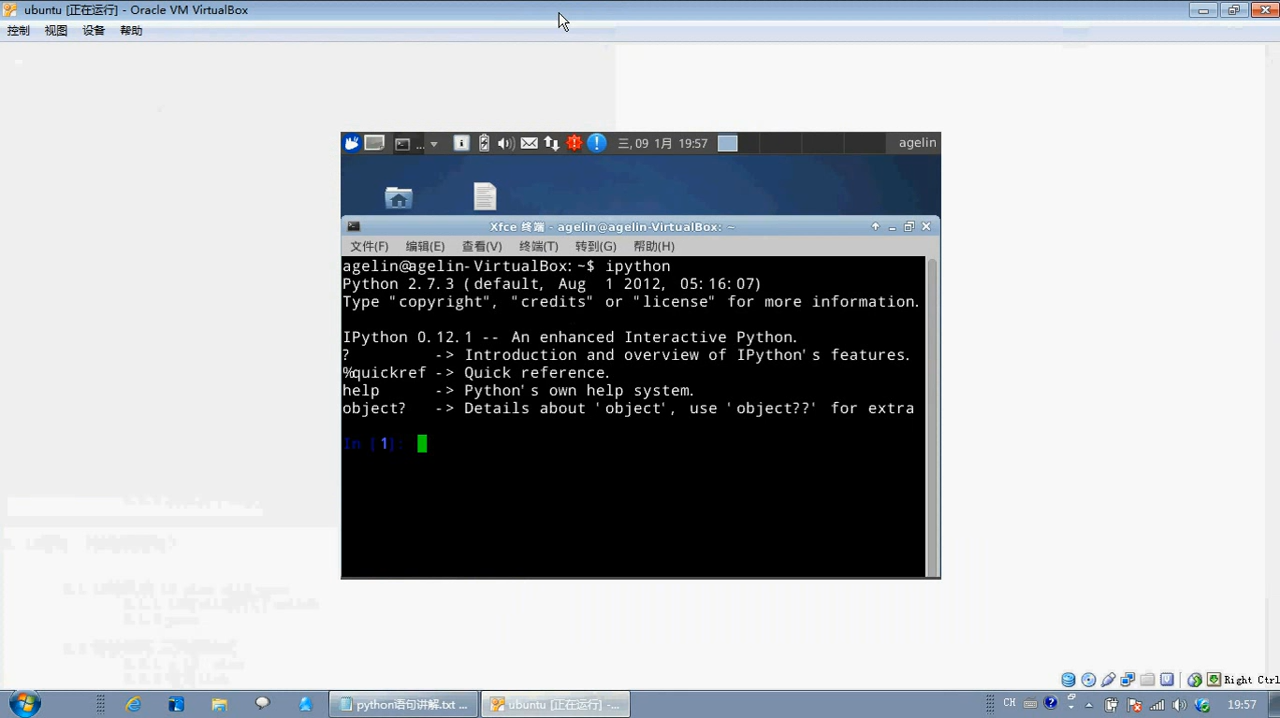 ubuntu [正在运行] - Oracle VM VirtualBox
控制 视图 设备 帮助
... 三, 09 1月 19:57 agelin
Xfce 终端 - agelin@agelin-VirtualBox: ~
文件(F) 编辑(E) 查看(V) 终端(T) 转到(G) 帮助(H)
agelin@agelin-VirtualBox:~$ ipython
Python 2.7.3 (default, Aug  1 2012, 05:16:07)
Type "copyright", "credits" or "license" for more information.
IPython 0.12.1 -- An enhanced Interactive Python.
?         -> Introduction and overview of IPython's features.
%quickref -> Quick reference.
help      -> Python's own help system.
object?   -> Details about 'object', use 'object??' for extra
In [1]:
Right Ctrl
python语句讲解.txt ... ubuntu [正在运行] -... CH 19:57